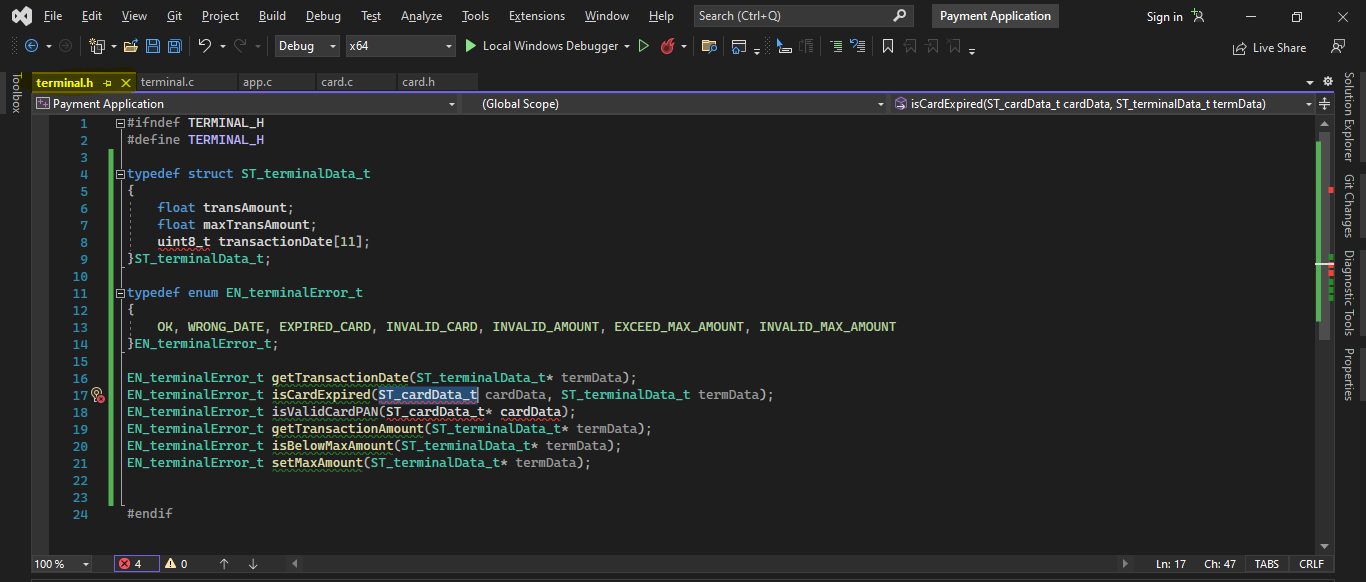 File Edit View Git Project Build Debug Test Analyze Tools Extensions Window Help Search (Ctrl+Q) Payment Application Sign in
Debug x64 Local Windows Debugger Live Share
Toolbox
terminal.h terminal.c app.c card.c card.h
Payment Application (Global Scope) isCardExpired(ST_cardData_t cardData, ST_terminalData_t termData)
1 #ifndef TERMINAL_H
2 #define TERMINAL_H
3
4 typedef struct ST_terminalData_t
5 {
6 float transAmount;
7 float maxTransAmount;
8 uint8_t transactionDate[11];
9 }ST_terminalData_t;
10
11 typedef enum EN_terminalError_t
12 {
13 OK, WRONG_DATE, EXPIRED_CARD, INVALID_CARD, INVALID_AMOUNT, EXCEED_MAX_AMOUNT, INVALID_MAX_AMOUNT
14 }EN_terminalError_t;
15
16 EN_terminalError_t getTransactionDate(ST_terminalData_t* termData);
17 EN_terminalError_t isCardExpired(ST_cardData_t cardData, ST_terminalData_t termData);
18 EN_terminalError_t isValidCardPAN(ST_cardData_t* cardData);
19 EN_terminalError_t getTransactionAmount(ST_terminalData_t* termData);
20 EN_terminalError_t isBelowMaxAmount(ST_terminalData_t* termData);
21 EN_terminalError_t setMaxAmount(ST_terminalData_t* termData);
22
23
24 #endif
Solution Explorer
Git Changes
Diagnostic Tools
Properties
100 % 4 0 Ln: 17 Ch: 47 TABS CRLF